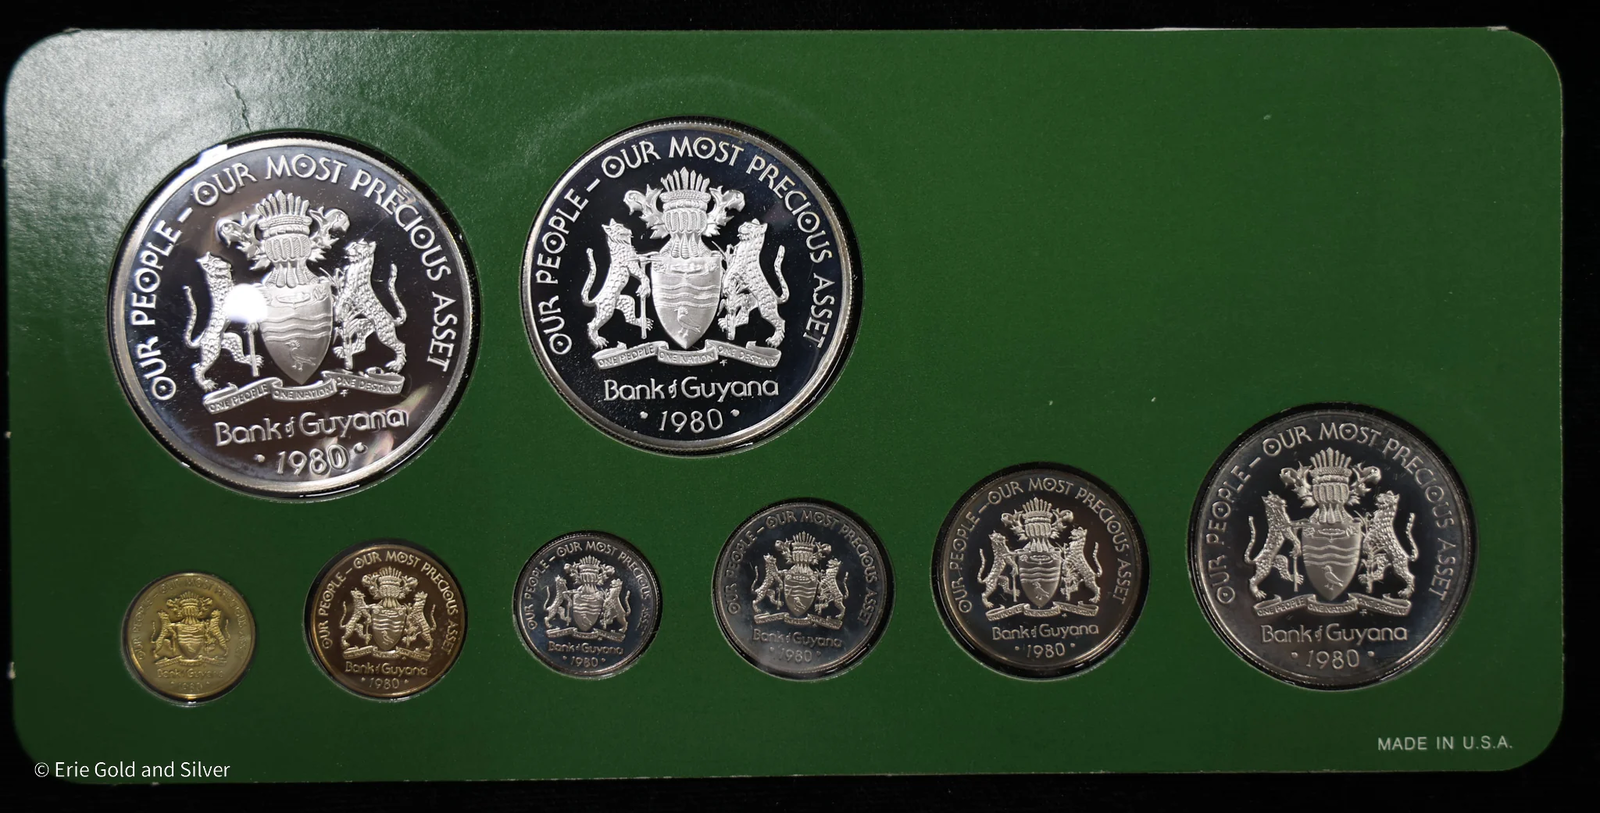 OUR PEOPLE – OUR MOST PRECIOUS ASSET
ONE PEOPLE ONE NATION ONE DESTINY
Bank of Guyana
• 1980 •
OUR PEOPLE – OUR MOST PRECIOUS ASSET
ONE PEOPLE ONE NATION ONE DESTINY
Bank of Guyana
• 1980 •
OUR PEOPLE – OUR MOST PRECIOUS ASSET
Bank of Guyana
• 1980 •
OUR PEOPLE – OUR MOST PRECIOUS ASSET
Bank of Guyana
• 1980 •
OUR PEOPLE – OUR MOST PRECIOUS ASSET
Bank of Guyana
• 1980 •
OUR PEOPLE – OUR MOST PRECIOUS ASSET
Bank of Guyana
• 1980 •
OUR PEOPLE – OUR MOST PRECIOUS ASSET
ONE PEOPLE ONE NATION ONE DESTINY
Bank of Guyana
• 1980 •
MADE IN U.S.A.
© Erie Gold and Silver